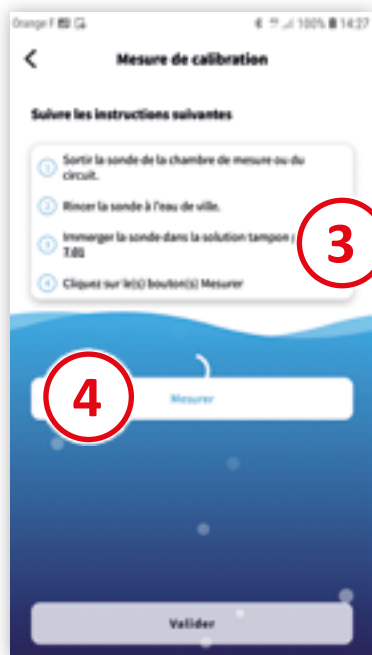 Orange F
100% 14:27
Mesure de calibration
Suivre les instructions suivantes
1 Sortir la sonde de la chambre de mesure ou du
circuit.
2 Rincer la sonde à l'eau de ville.
3 Immerger la sonde dans la solution tampon
7.01
3
4 Cliquez sur le(s) bouton(s) Mesurer
4
Mesurer
Valider